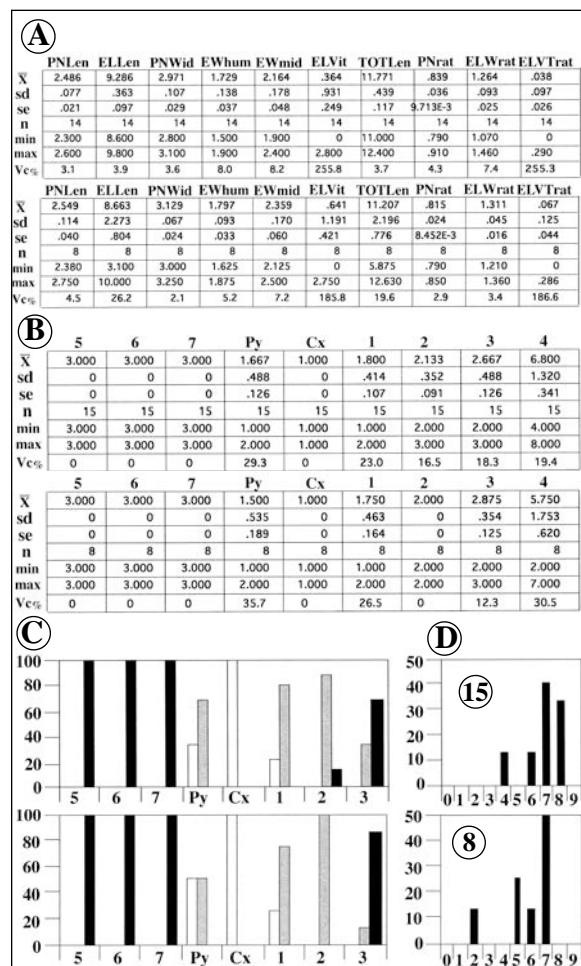 A
PNLen ELLen PNWid EWhum EWmid ELVit TOTLen PNrat ELWrat ELVTrat
X̅ 2.486 9.286 2.971 1.729 2.164 .364 11.771 .839 1.264 .038
sd .077 .363 .107 .138 .178 .931 .439 .036 .093 .097
se .021 .097 .029 .037 .048 .249 .117 9.713E-3 .025 .026
n 14 14 14 14 14 14 14 14 14 14
min 2.300 8.600 2.800 1.500 1.900 0 11.000 .790 1.070 0
max 2.600 9.800 3.100 1.900 2.400 2.800 12.400 .910 1.460 .290
Vc% 3.1 3.9 3.6 8.0 8.2 255.8 3.7 4.3 7.4 255.3
PNLen ELLen PNWid EWhum EWmid ELVit TOTLen PNrat ELWrat ELVTrat
X̅ 2.549 8.663 3.129 1.797 2.359 .641 11.207 .815 1.311 .067
sd .114 2.273 .067 .093 .170 1.191 2.196 .024 .045 .125
se .040 .804 .024 .033 .060 .421 .776 8.452E-3 .016 .044
n 8 8 8 8 8 8 8 8 8 8
min 2.380 3.100 3.000 1.625 2.125 0 5.875 .790 1.210 0
max 2.750 10.000 3.250 1.875 2.500 2.750 12.630 .850 1.360 .286
Vc% 4.5 26.2 2.1 5.2 7.2 185.8 19.6 2.9 3.4 186.6
B
5 6 7 Py Cx 1 2 3 4
X̅ 3.000 3.000 3.000 1.667 1.000 1.800 2.133 2.667 6.800
sd 0 0 0 .488 0 .414 .352 .488 1.320
se 0 0 0 .126 0 .107 .091 .126 .341
n 15 15 15 15 15 15 15 15 15
min 3.000 3.000 3.000 1.000 1.000 1.000 2.000 2.000 4.000
max 3.000 3.000 3.000 2.000 1.000 2.000 3.000 3.000 8.000
Vc% 0 0 0 29.3 0 23.0 16.5 18.3 19.4
5 6 7 Py Cx 1 2 3 4
X̅ 3.000 3.000 3.000 1.500 1.000 1.750 2.000 2.875 5.750
sd 0 0 0 .535 0 .463 0 .354 1.753
se 0 0 0 .189 0 .164 0 .125 .620
n 8 8 8 8 8 8 8 8 8
min 3.000 3.000 3.000 1.000 1.000 1.000 2.000 2.000 2.000
max 3.000 3.000 3.000 2.000 1.000 2.000 2.000 3.000 7.000
Vc% 0 0 0 35.7 0 26.5 0 12.3 30.5
C
100
80
60
40
20
0
5 6 7 Py Cx 1 2 3
100
80
60
40
20
0
5 6 7 Py Cx 1 2 3
D
50
40
30
20
10
0
15
0 1 2 3 4 5 6 7 8 9
50
40
30
20
10
0
8
0 1 2 3 4 5 6 7 8 9